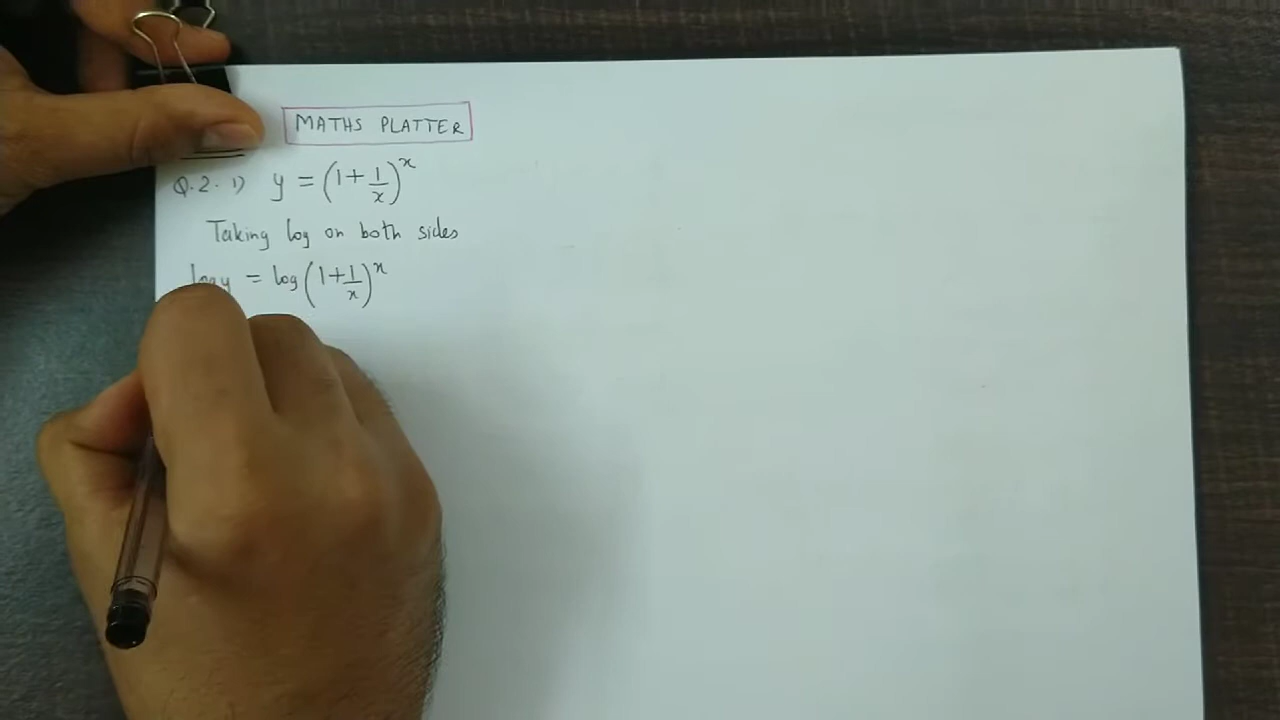 MATHS PLATTER
Q.2. 1) y = (1 + 1/x)^x
Taking log on both sides
log y = log (1 + 1/x)^x